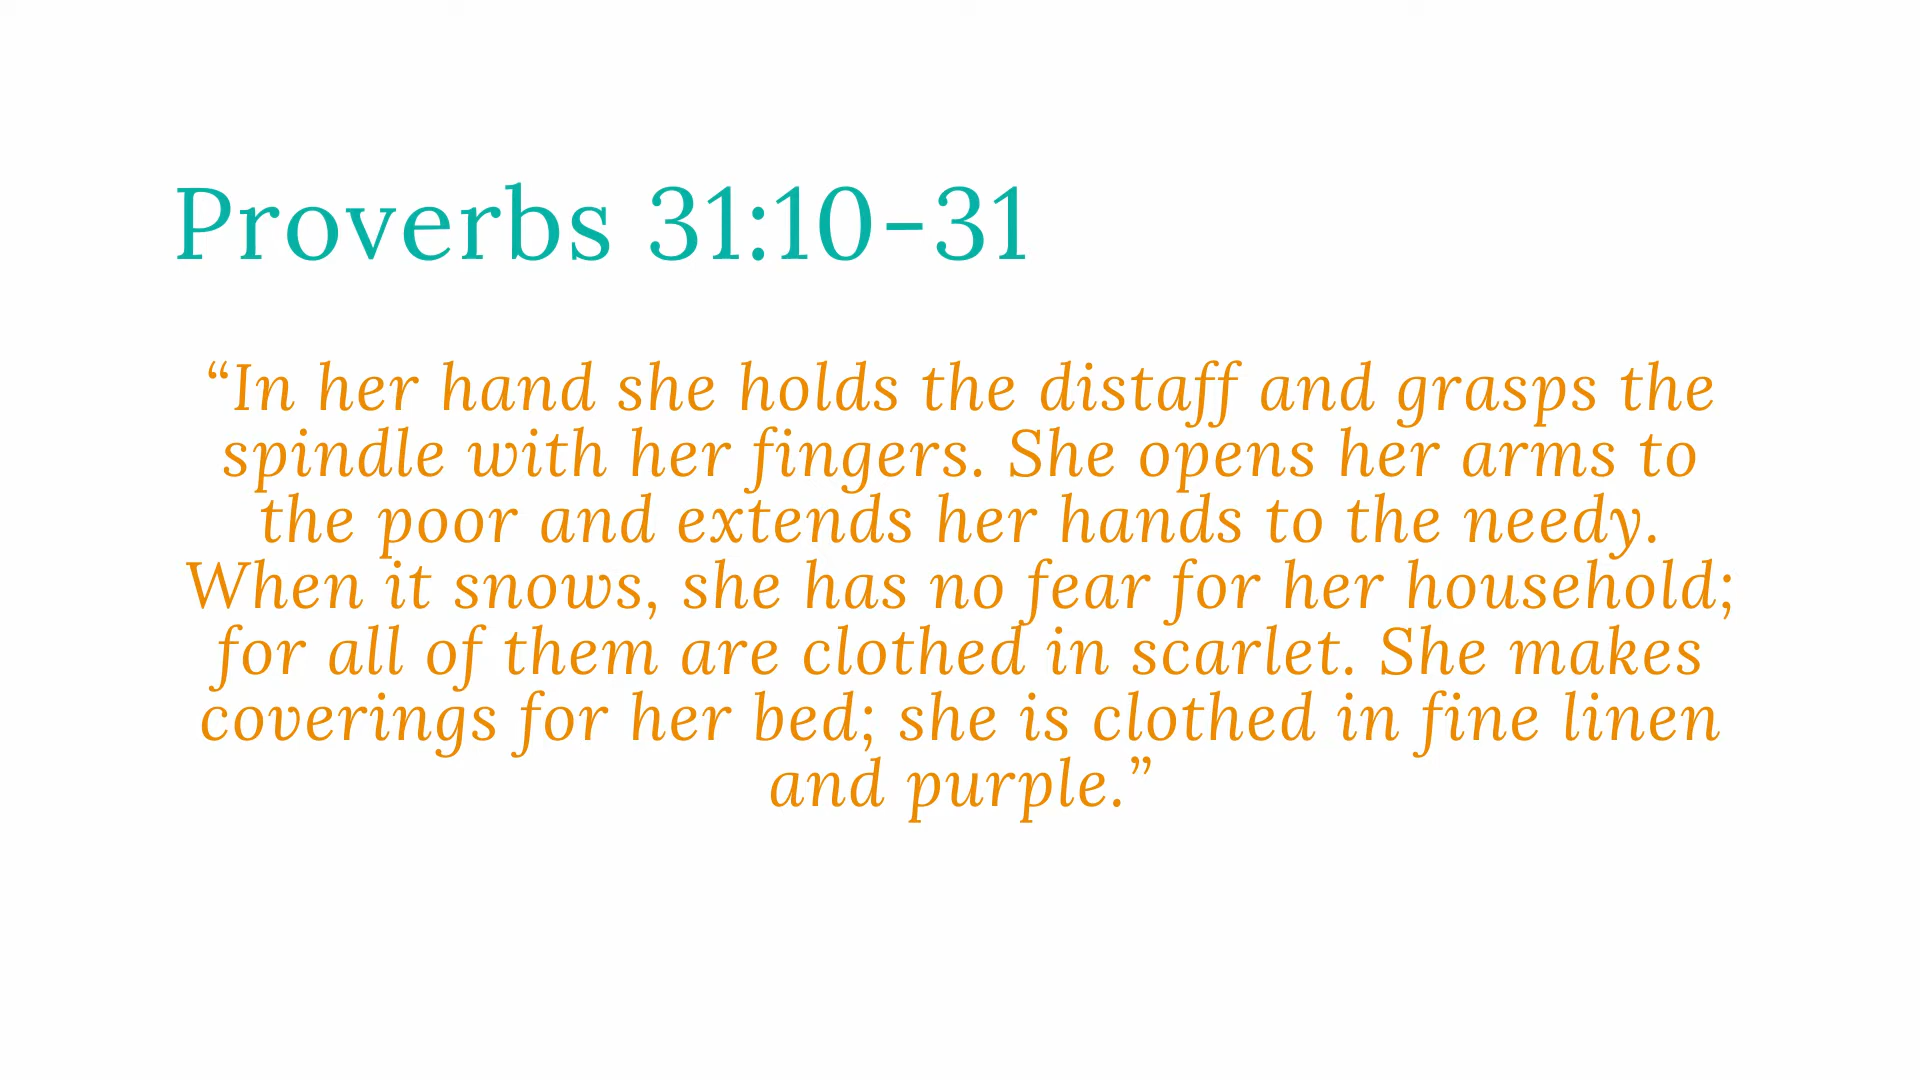 Proverbs 31:10-31
“In her hand she holds the distaff and grasps the
spindle with her fingers. She opens her arms to
the poor and extends her hands to the needy.
When it snows, she has no fear for her household;
for all of them are clothed in scarlet. She makes
coverings for her bed; she is clothed in fine linen
and purple.”